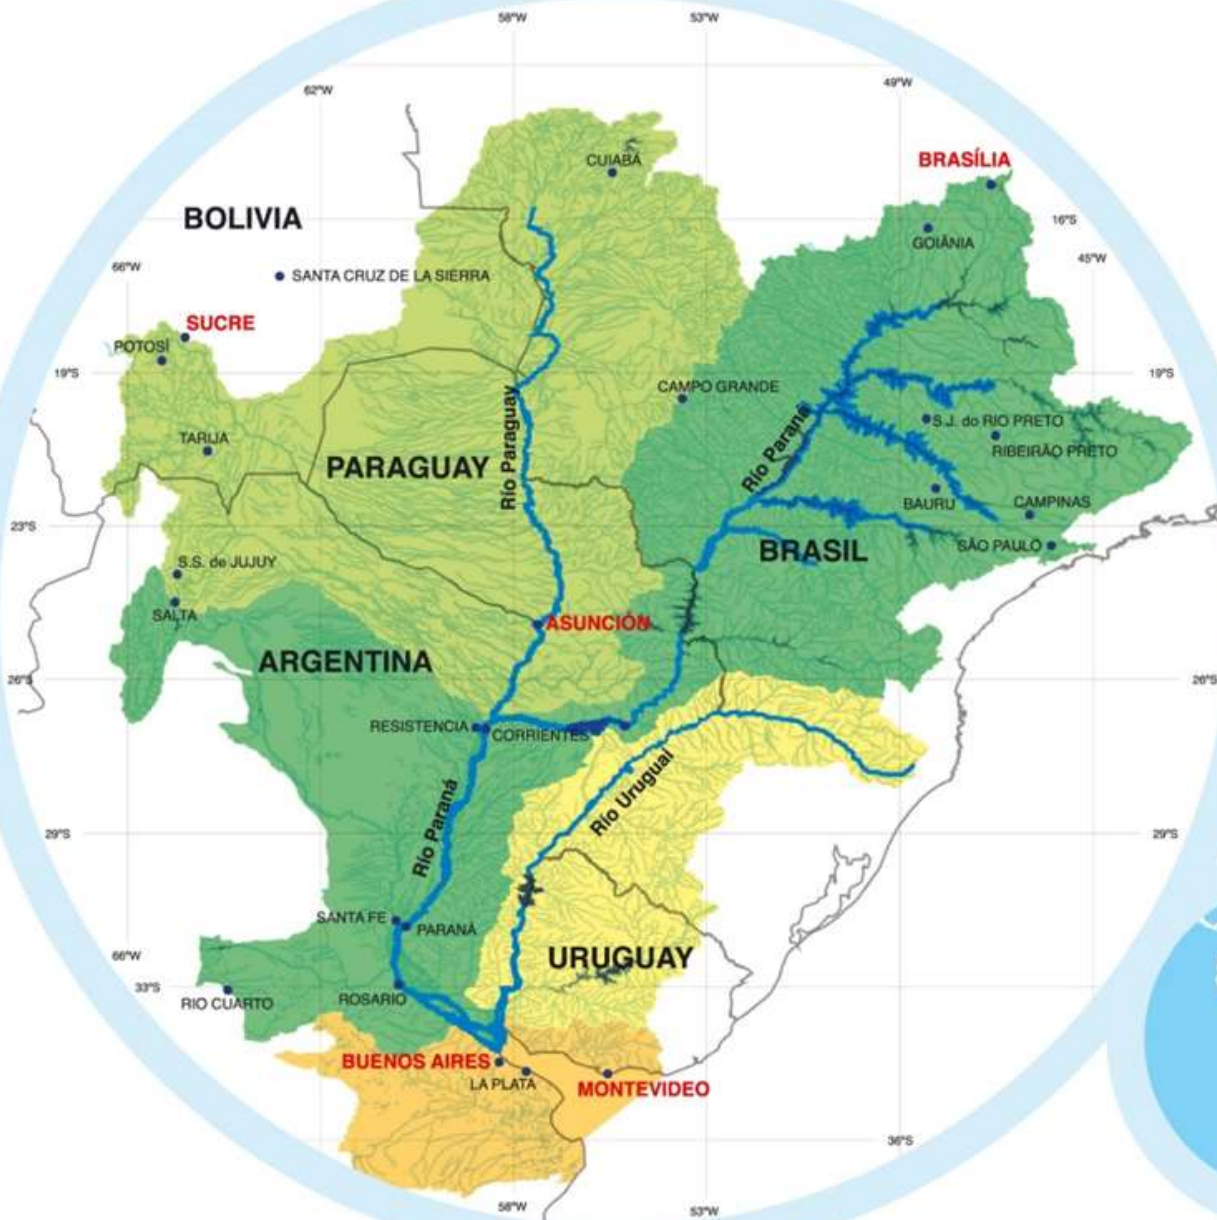 58°W
53°W
62°W
49°W
CUIABÁ
BRASÍLIA
BOLIVIA
16°S
GOIÂNIA
66°W
45°W
SANTA CRUZ DE LA SIERRA
SUCRE
POTOSÍ
19°S
19°S
CAMPO GRANDE
Río Paraguay
Río Paraná
S.J. do RIO PRETO
TARIJA
RIBEIRÃO PRETO
PARAGUAY
BAURU
CAMPINAS
23°S
SÃO PAULO
BRASIL
S.S. de JUJUY
SALTA
ASUNCIÓN
ARGENTINA
26°S
26°S
RESISTENCIA
CORRIENTES
Río Uruguai
Río Paraná
29°S
29°S
SANTA FE
PARANÁ
66°W
URUGUAY
33°S
RIO CUARTO
ROSARIO
BUENOS AIRES
LA PLATA
MONTEVIDEO
36°S
58°W
53°W